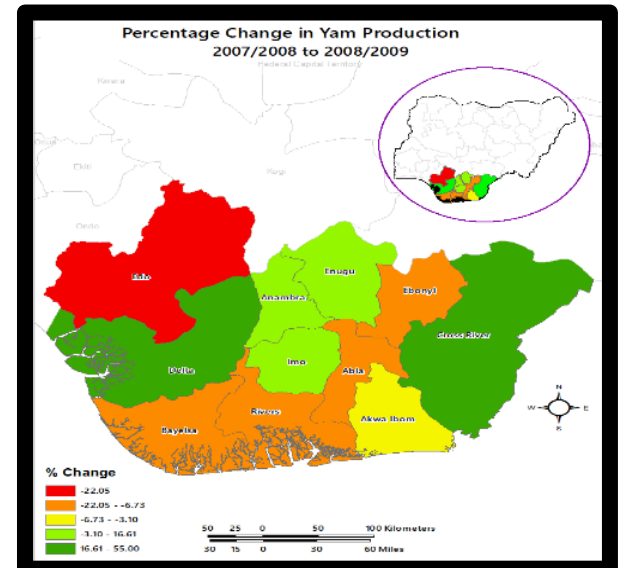 Percentage Change in Yam Production
2007/2008 to 2008/2009
Federal Capital Territory
Kwara
Osun
Ekiti
Kogi
Ondo
Edo
Enugu
Anambra
Ebonyi
Cross River
Delta
Imo
Abia
Rivers
Akwa Ibom
Bayelsa
N
W E
% Change
-22.05
-22.05 - -6.73
-6.73 - -3.10
-3.10 - 16.61
16.61 - 55.00
50 25 0 50 100 Kilometers
30 15 0 30 60 Miles